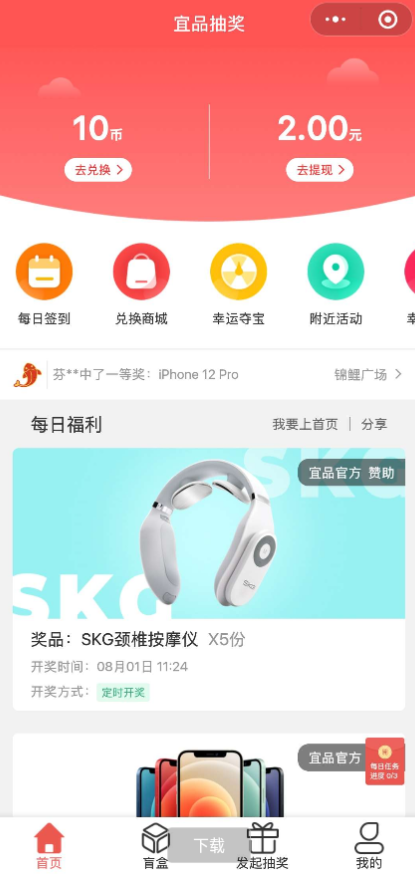 宜品抽奖
10币
2.00元
去兑换
去提现
每日签到
兑换商城
幸运夺宝
附近活动
幸
芬**中了一等奖：iPhone 12 Pro
锦鲤广场
每日福利
我要上首页 | 分享
宜品官方 赞助
SKG
SKG
SKG
奖品：SKG颈椎按摩仪 X5份
开奖时间：08月01日 11:24
开奖方式：定时开奖
宜品官方
每日任务
进度 0/3
首页
盲盒
下载
发起抽奖
我的